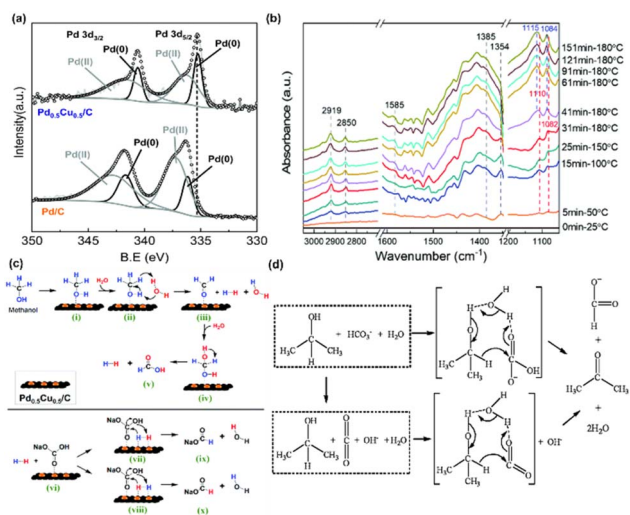 (a)
Pd 3d3/2 Pd 3d5/2
Pd(0)
Pd(II)
Pd(II)
Pd(0)
Pd0.5Cu0.5/C
Pd(II)
Pd(0)
Pd(II)
Pd(0)
Pd/C
Intensity(a.u.)
350 345 340 335 330
B.E (eV)
(b)
Absorbance (a.u.)
2919
2850
1585
1385
1354
1115
1084
1110
1082
151min-180°C
121min-180°C
91min-180°C
61min-180°C
41min-180°C
31min-180°C
25min-150°C
15min-100°C
5min-50°C
0min-25°C
3000 2900 2800 1600 1500 1400 1300 1200 1100
Wavenumber (cm-1)
(c)
Methanol
H2O
(i) (ii) (iii)
H2O
(v) (iv)
Pd0.5Cu0.5/C
(vi)
(vii) (ix)
(viii) (x)
(d)
OH
H3C CH3
H
+ HCO3- + H2O
OH
H3C CH3
H
+ OH- + H2O
+ OH-
+
+
2H2O